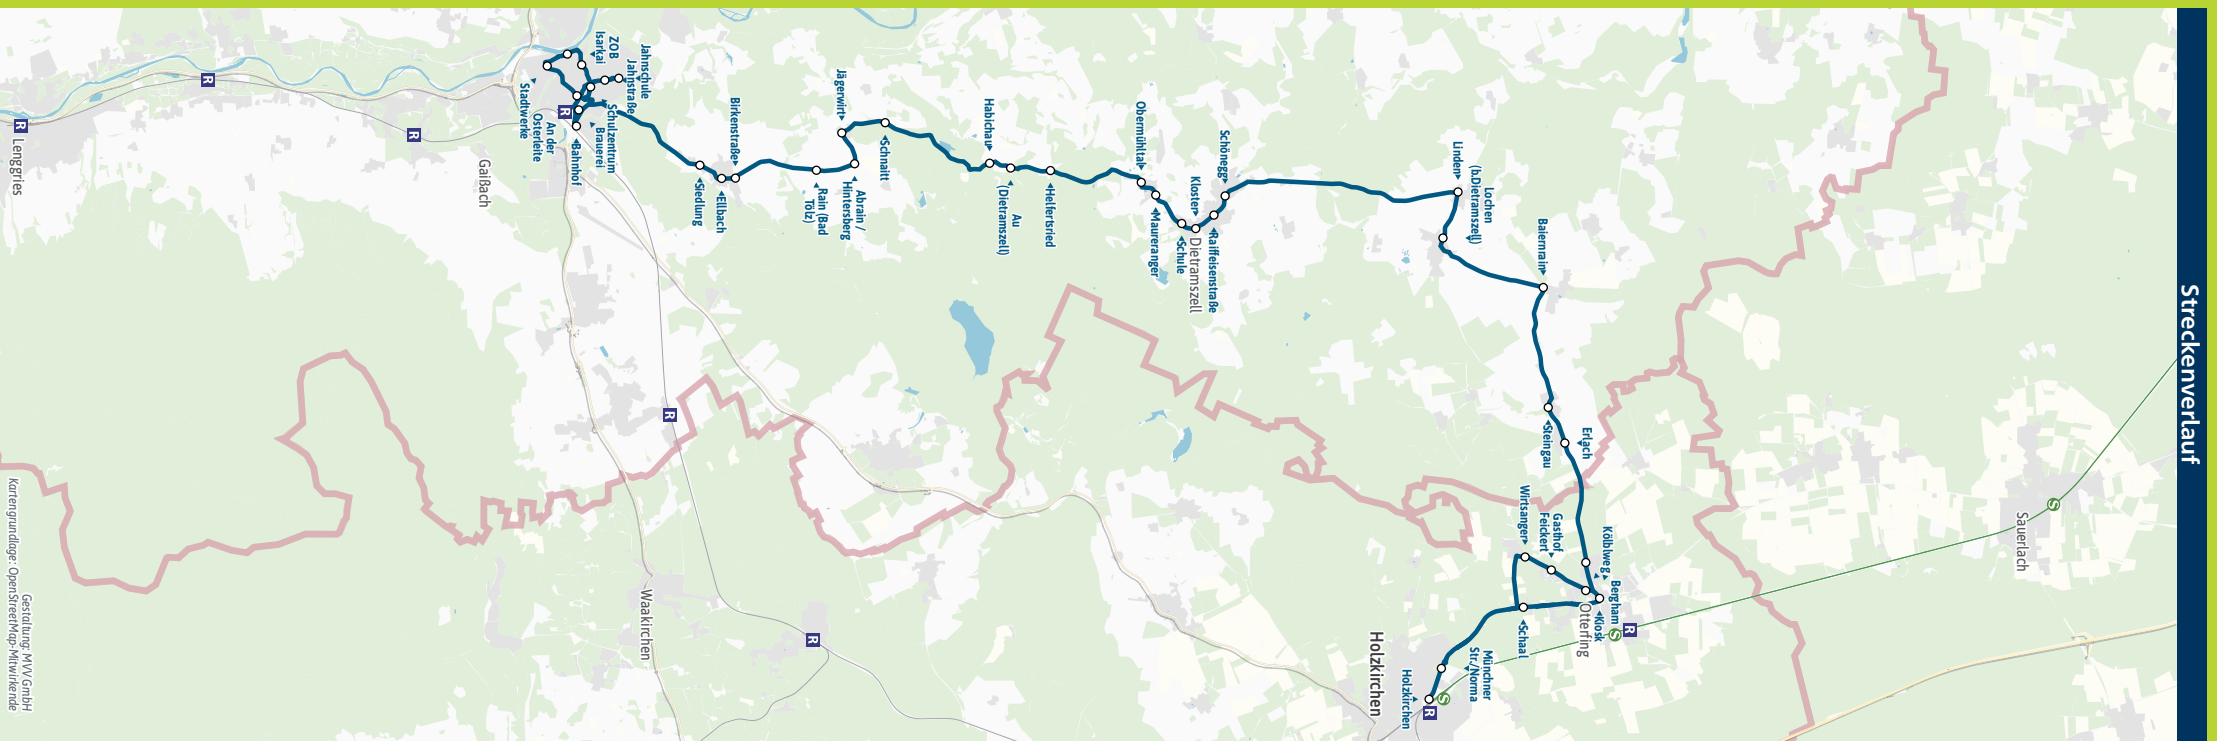 Streckenverlauf
Sauerlach
S
R
S
Otterfing
Bergham
Kiosk
Kölblweg
Gasthof
Feickert
Wirtsanger
Schaal
Erlach
Steingau
Baiernrain
Lochen
(b.Dietramszell)
Linden
Münchner
Str./Norma
Holzkirchen
S
R
Holzkirchen
Schönegg
Raiffeisenstraße
Dietramszell
Kloster
Schule
Maureranger
Obermühltal
Helfertsried
Au
(Dietramszell)
Habichau
Schnaitt
Abrain /
Hintersberg
Jägerwirt
Rain (Bad
Tölz)
Birkenstraße
Ellbach
Siedlung
Jahnschule
Jahnstraße
ZOB
Isarkai
Schulzentrum
Brauerei
Bahnhof
R
An der
Osterleite
Stadtwerke
Gaißach
R
R
R
Lenggries
R
R
Waakirchen
Gestaltung: MVV GmbH
Kartengrundlage: OpenStreetMap-Mitwirkende